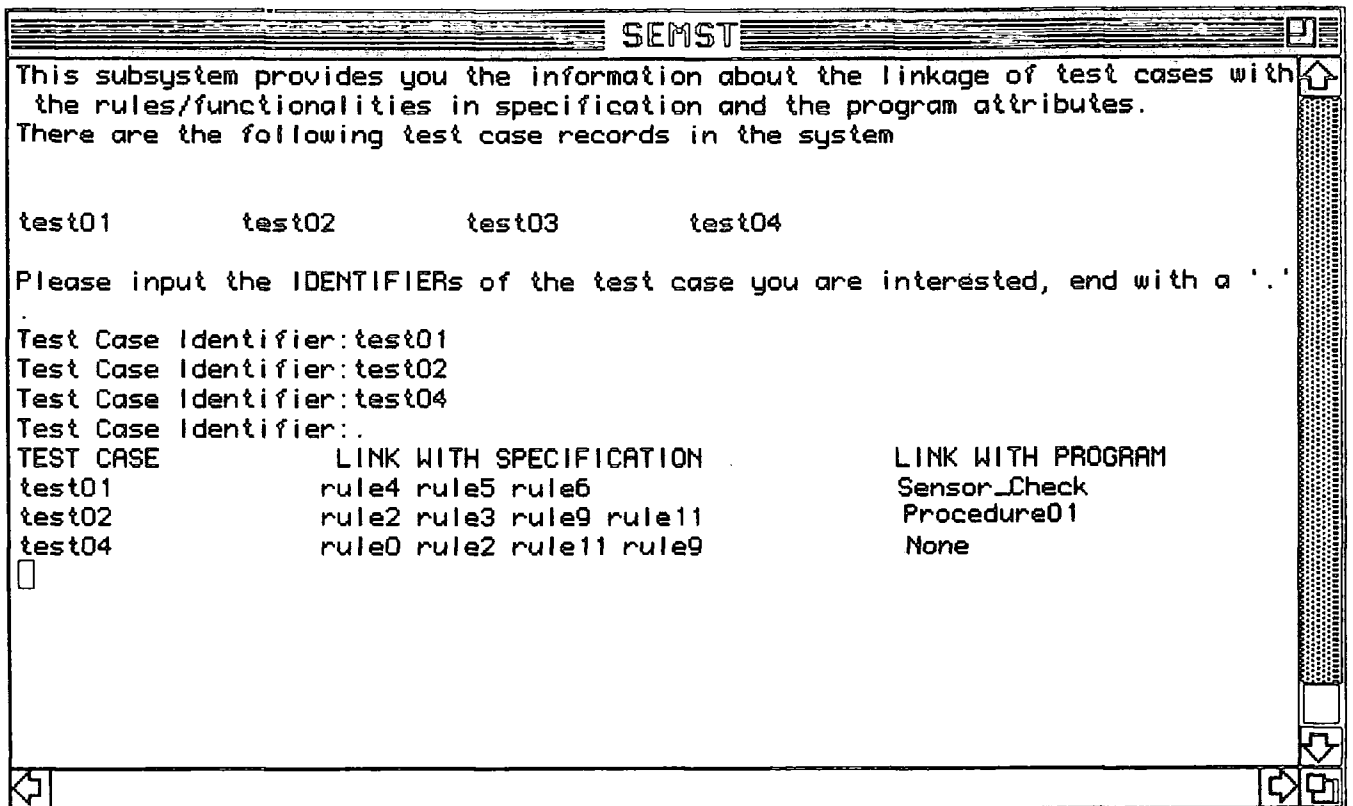 SEMST
This subsystem provides you the information about the linkage of test cases with
the rules/functionalities in specification and the program attributes.
There are the following test case records in the system
test01 test02 test03 test04
Please input the IDENTIFIERs of the test case you are interested, end with a '.'
.
Test Case Identifier:test01
Test Case Identifier:test02
Test Case Identifier:test04
Test Case Identifier:.
TEST CASE LINK WITH SPECIFICATION LINK WITH PROGRAM
test01 rule4 rule5 rule6 Sensor_Check
test02 rule2 rule3 rule9 rule11 Procedure01
test04 rule0 rule2 rule11 rule9 None